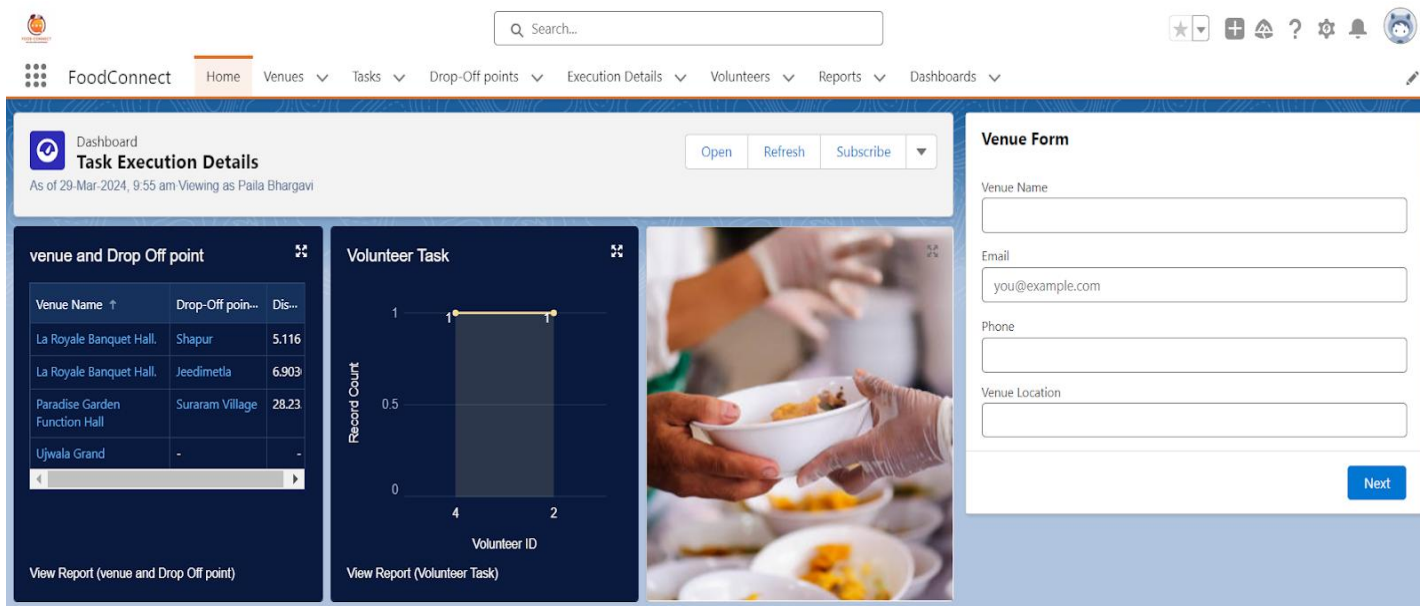 Search...
FoodConnect Home Venues Tasks Drop-Off points Execution Details Volunteers Reports Dashboards
Dashboard
Task Execution Details
As of 29-Mar-2024, 9:55 am·Viewing as Paila Bhargavi
Open Refresh Subscribe
venue and Drop Off point
Venue Name ↑ Drop-Off poin... Dis...
La Royale Banquet Hall. Shapur 5.116
La Royale Banquet Hall. Jeedimetla 6.903
Paradise Garden Suraram Village 28.23
Function Hall
Ujwala Grand - -
View Report (venue and Drop Off point)
Volunteer Task
Record Count
1
0.5
0
1 1
4 2
Volunteer ID
View Report (Volunteer Task)
Venue Form
Venue Name
Email
you@example.com
Phone
Venue Location
Next